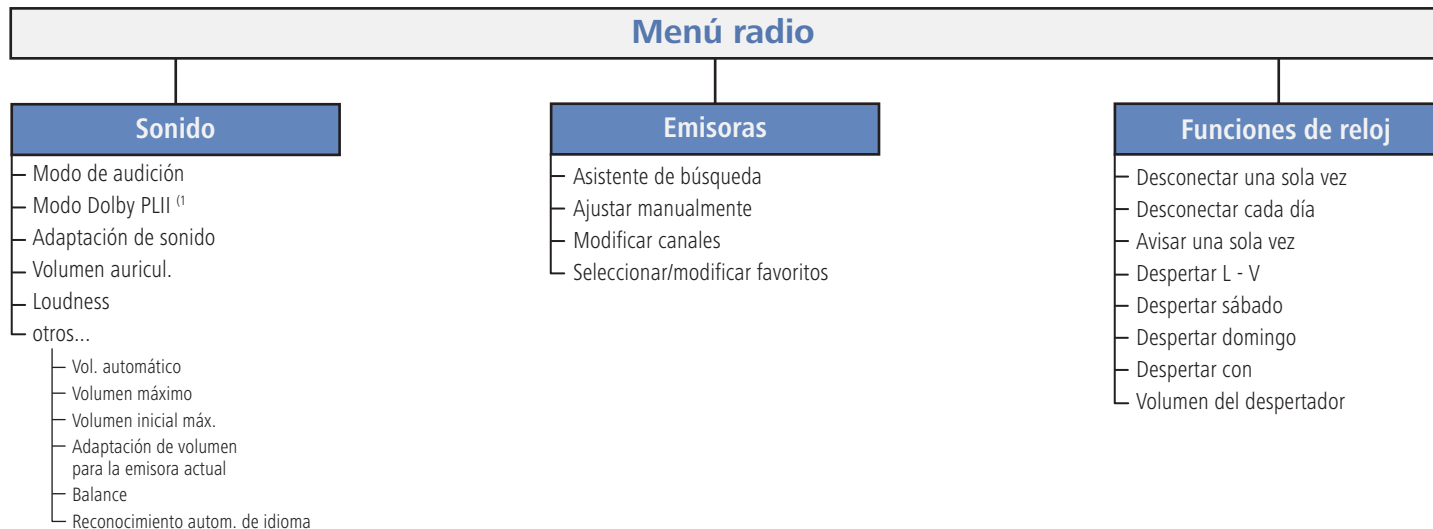 Menú radio
Sonido
Modo de audición
Modo Dolby PLII (1
Adaptación de sonido
Volumen auricul.
Loudness
otros...
Vol. automático
Volumen máximo
Volumen inicial máx.
Adaptación de volumen
para la emisora actual
Balance
Reconocimiento autom. de idioma
Emisoras
Asistente de búsqueda
Ajustar manualmente
Modificar canales
Seleccionar/modificar favoritos
Funciones de reloj
Desconectar una sola vez
Desconectar cada día
Avisar una sola vez
Despertar L - V
Despertar sábado
Despertar domingo
Despertar con
Volumen del despertador